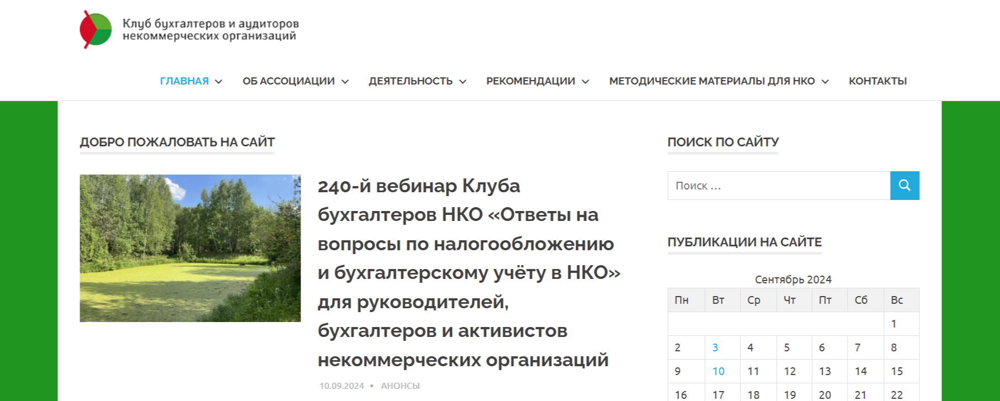 Клуб бухгалтеров и аудиторов
некоммерческих организаций
ГЛАВНАЯ ОБ АССОЦИАЦИИ ДЕЯТЕЛЬНОСТЬ РЕКОМЕНДАЦИИ МЕТОДИЧЕСКИЕ МАТЕРИАЛЫ ДЛЯ НКО КОНТАКТЫ
ДОБРО ПОЖАЛОВАТЬ НА САЙТ
240-й вебинар Клуба
бухгалтеров НКО «Ответы на
вопросы по налогообложению
и бухгалтерскому учёту в НКО»
для руководителей,
бухгалтеров и активистов
некоммерческих организаций
10.09.2024 • АНОНСЫ
ПОИСК ПО САЙТУ
Поиск …
ПУБЛИКАЦИИ НА САЙТЕ
Сентябрь 2024
Пн Вт Ср Чт Пт Сб Вс
1
2 3 4 5 6 7 8
9 10 11 12 13 14 15
16 17 18 19 20 21 22